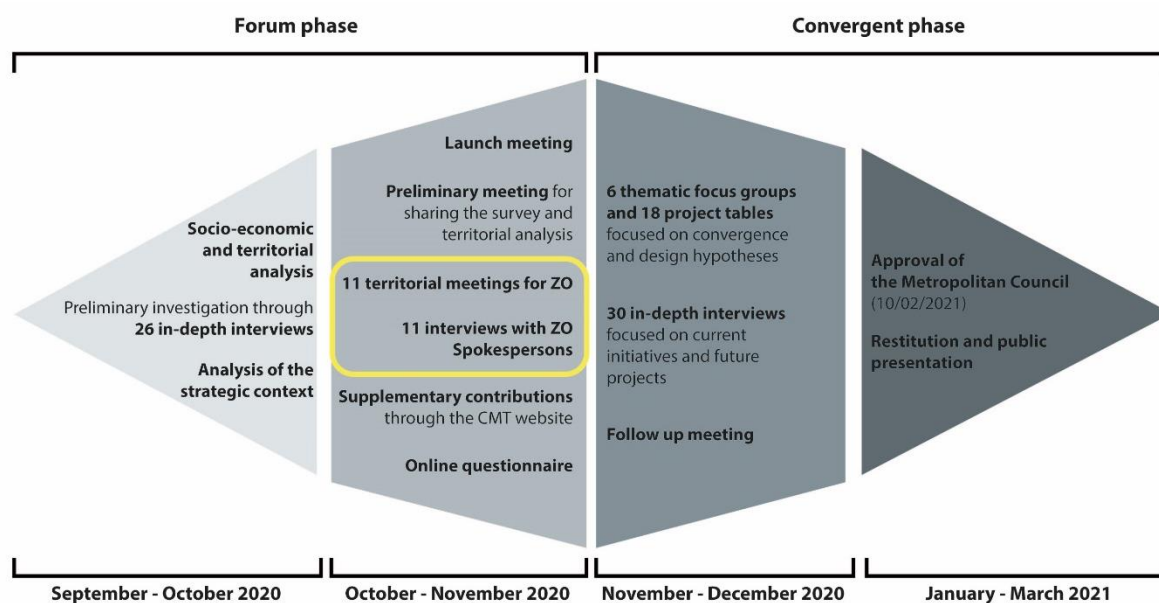 Forum phase
Convergent phase
Socio-economic
and territorial
analysis
Preliminary investigation through
26 in-depth interviews
Analysis of the
strategic context
Launch meeting
Preliminary meeting for
sharing the survey and
territorial analysis
11 territorial meetings for ZO
11 interviews with ZO
Spokespersons
Supplementary contributions
through the CMT website
Online questionnaire
6 thematic focus groups
and 18 project tables
focused on convergence
and design hypotheses
30 in-depth interviews
focused on current
initiatives and future
projects
Follow up meeting
Approval of
the Metropolitan Council
(10/02/2021)
Restitution and public
presentation
September - October 2020
October - November 2020
November - December 2020
January - March 2021